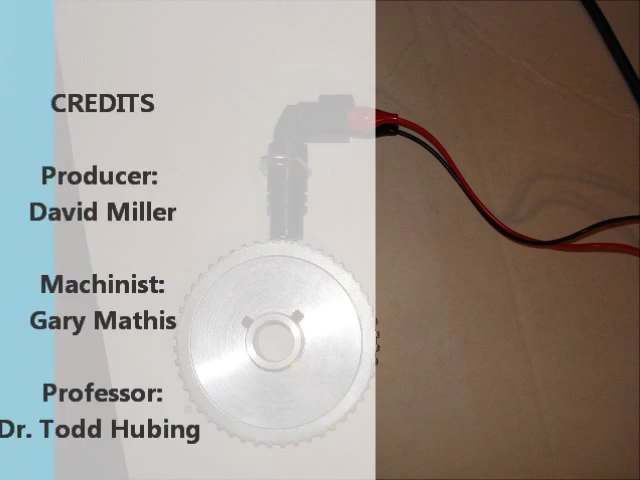 CREDITS
Producer:
David Miller
Machinist:
Gary Mathis
Professor:
Dr. Todd Hubing